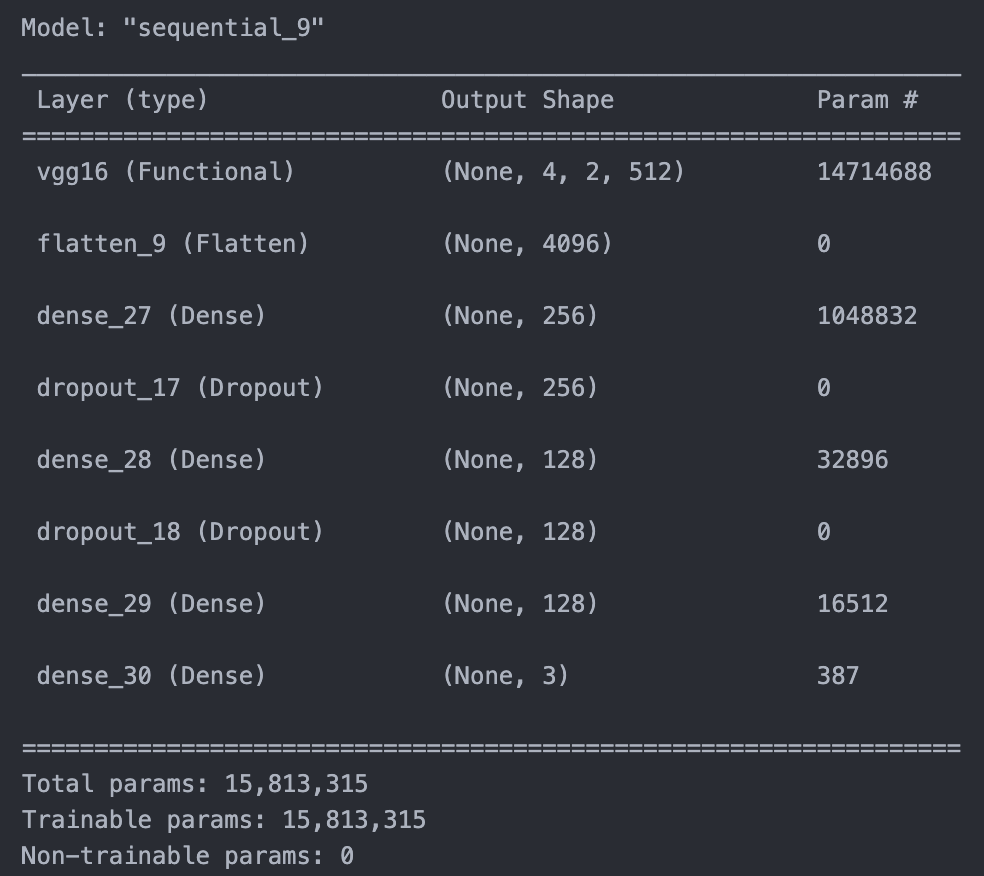 Model: "sequential_9"
Layer (type) Output Shape Param #
vgg16 (Functional) (None, 4, 2, 512) 14714688
flatten_9 (Flatten) (None, 4096) 0
dense_27 (Dense) (None, 256) 1048832
dropout_17 (Dropout) (None, 256) 0
dense_28 (Dense) (None, 128) 32896
dropout_18 (Dropout) (None, 128) 0
dense_29 (Dense) (None, 128) 16512
dense_30 (Dense) (None, 3) 387
Total params: 15,813,315
Trainable params: 15,813,315
Non-trainable params: 0